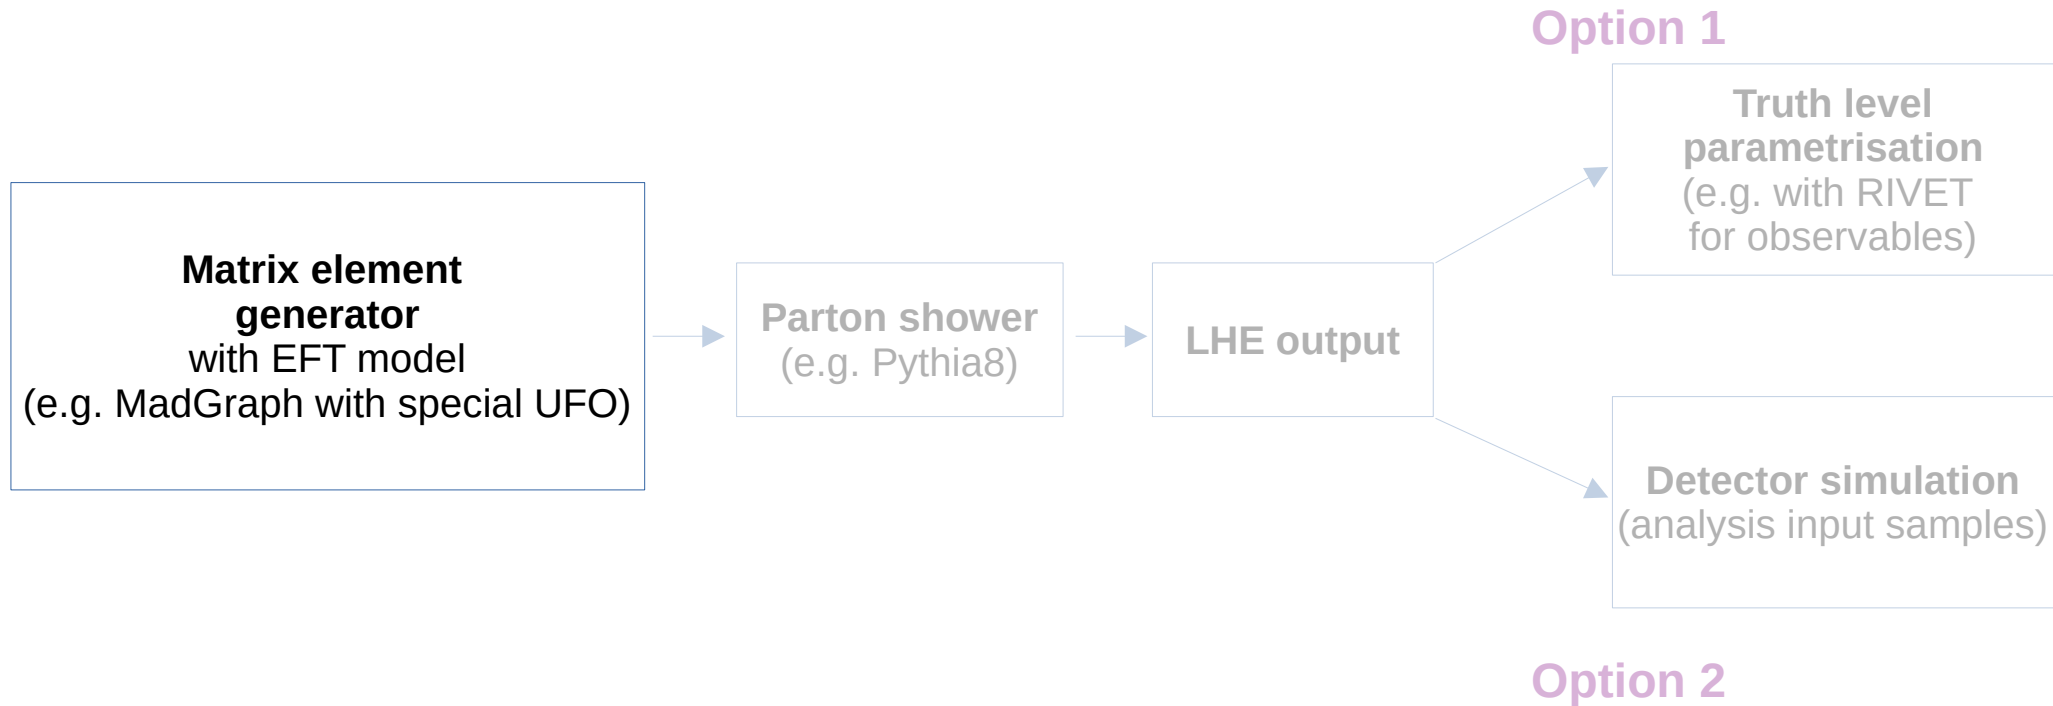 Matrix element
generator
with EFT model
(e.g. MadGraph with special UFO)
Parton shower
(e.g. Pythia8)
LHE output
Option 1
Truth level
parametrisation
(e.g. with RIVET
for observables)
Detector simulation
(analysis input samples)
Option 2